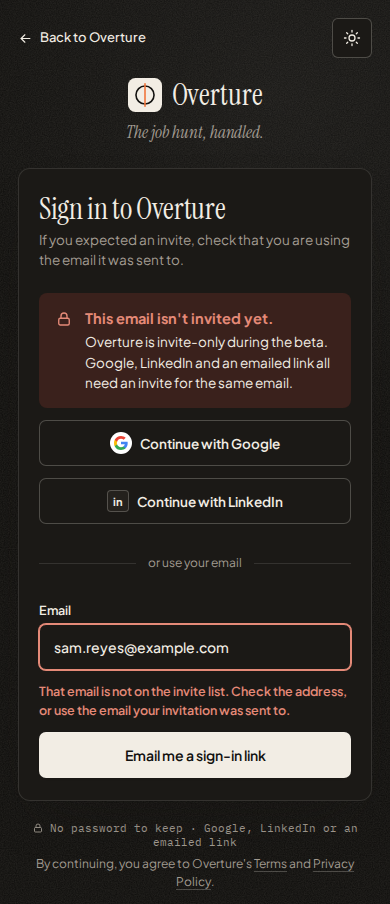 ← Back to Overture
Overture
The job hunt, handled.
Sign in to Overture
If you expected an invite, check that you are using
the email it was sent to.
This email isn't invited yet.
Overture is invite-only during the beta.
Google, LinkedIn and an emailed link all
need an invite for the same email.
Continue with Google
in Continue with LinkedIn
or use your email
Email
sam.reyes@example.com
That email is not on the invite list. Check the address,
or use the email your invitation was sent to.
Email me a sign-in link
No password to keep · Google, LinkedIn or an
emailed link
By continuing, you agree to Overture's Terms and Privacy
Policy.